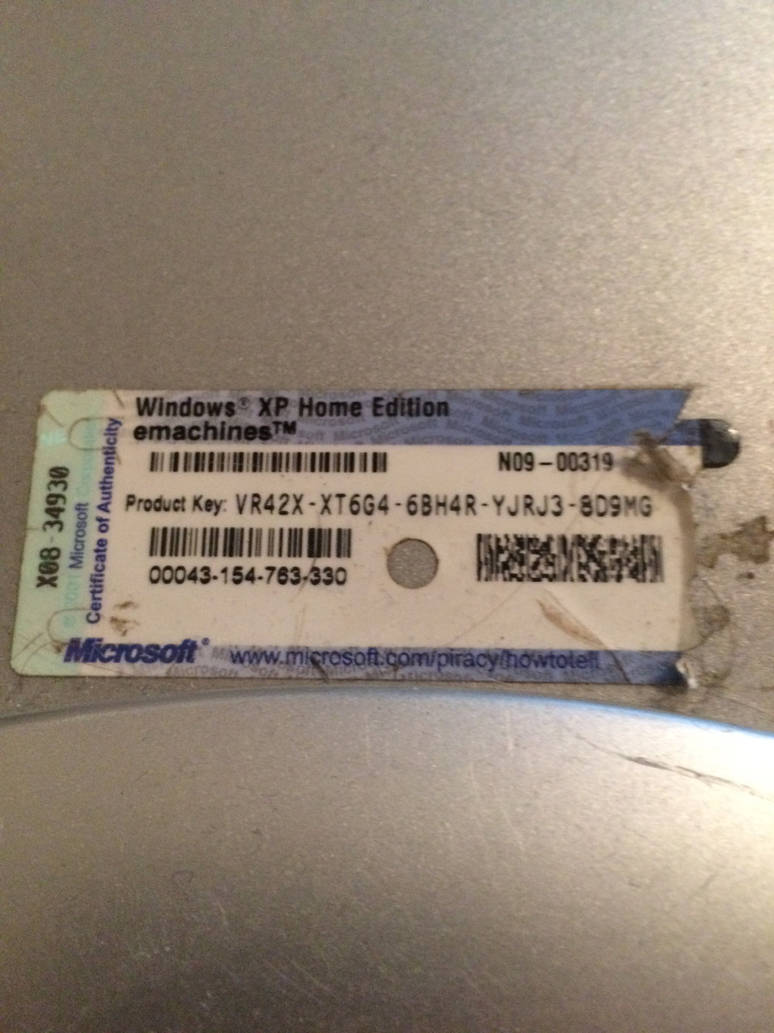 Windows® XP Home Edition
emachines™
N09-00319
Product Key: VR42X-XT6G4-6BH4R-YJRJ3-8D9MG
00043-154-763-330
Microsoft® www.microsoft.com/piracy/howtotell
X08-34930
Microsoft
Certificate of Authenticity